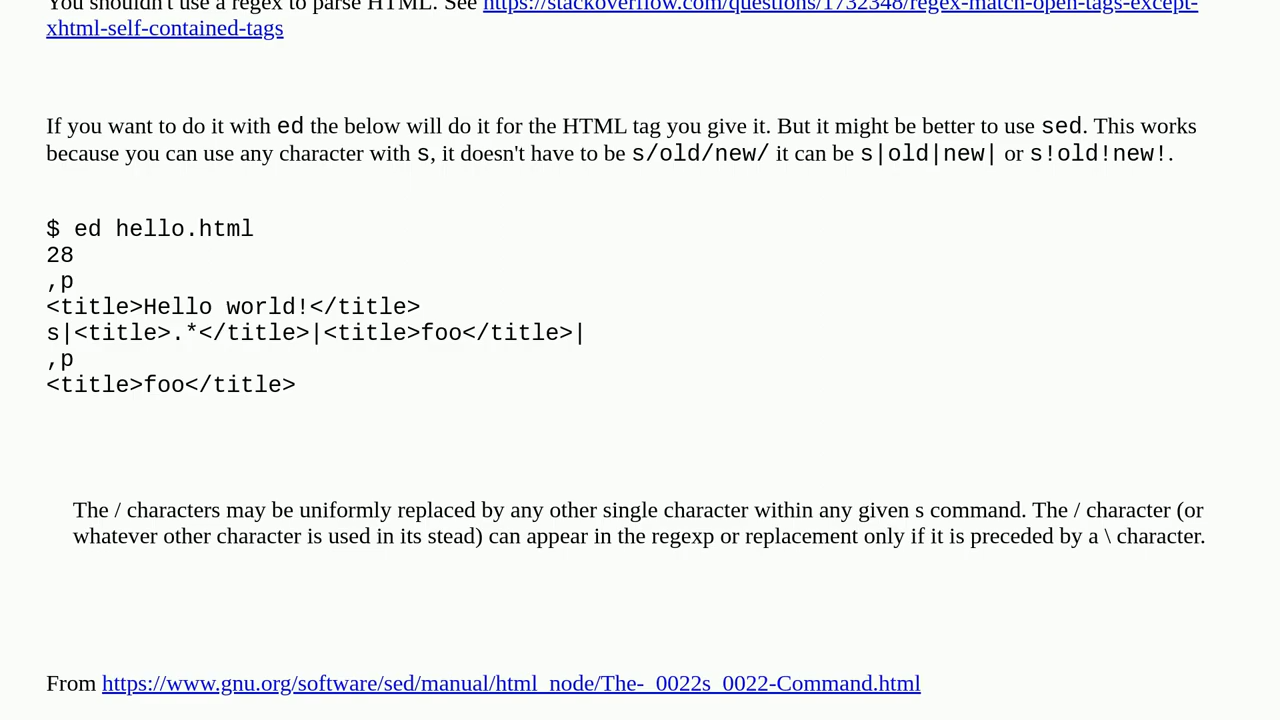 You shouldn't use a regex to parse HTML. See https://stackoverflow.com/questions/1732348/regex-match-open-tags-except-
xhtml-self-contained-tags
If you want to do it with ed the below will do it for the HTML tag you give it. But it might be better to use sed. This works
because you can use any character with s, it doesn't have to be s/old/new/ it can be s|old|new| or s!old!new!.
$ ed hello.html
28
,p
<title>Hello world!</title>
s|<title>.*</title>|<title>foo</title>|
,p
<title>foo</title>
The / characters may be uniformly replaced by any other single character within any given s command. The / character (or
whatever other character is used in its stead) can appear in the regexp or replacement only if it is preceded by a \ character.
From https://www.gnu.org/software/sed/manual/html_node/The-_0022s_0022-Command.html